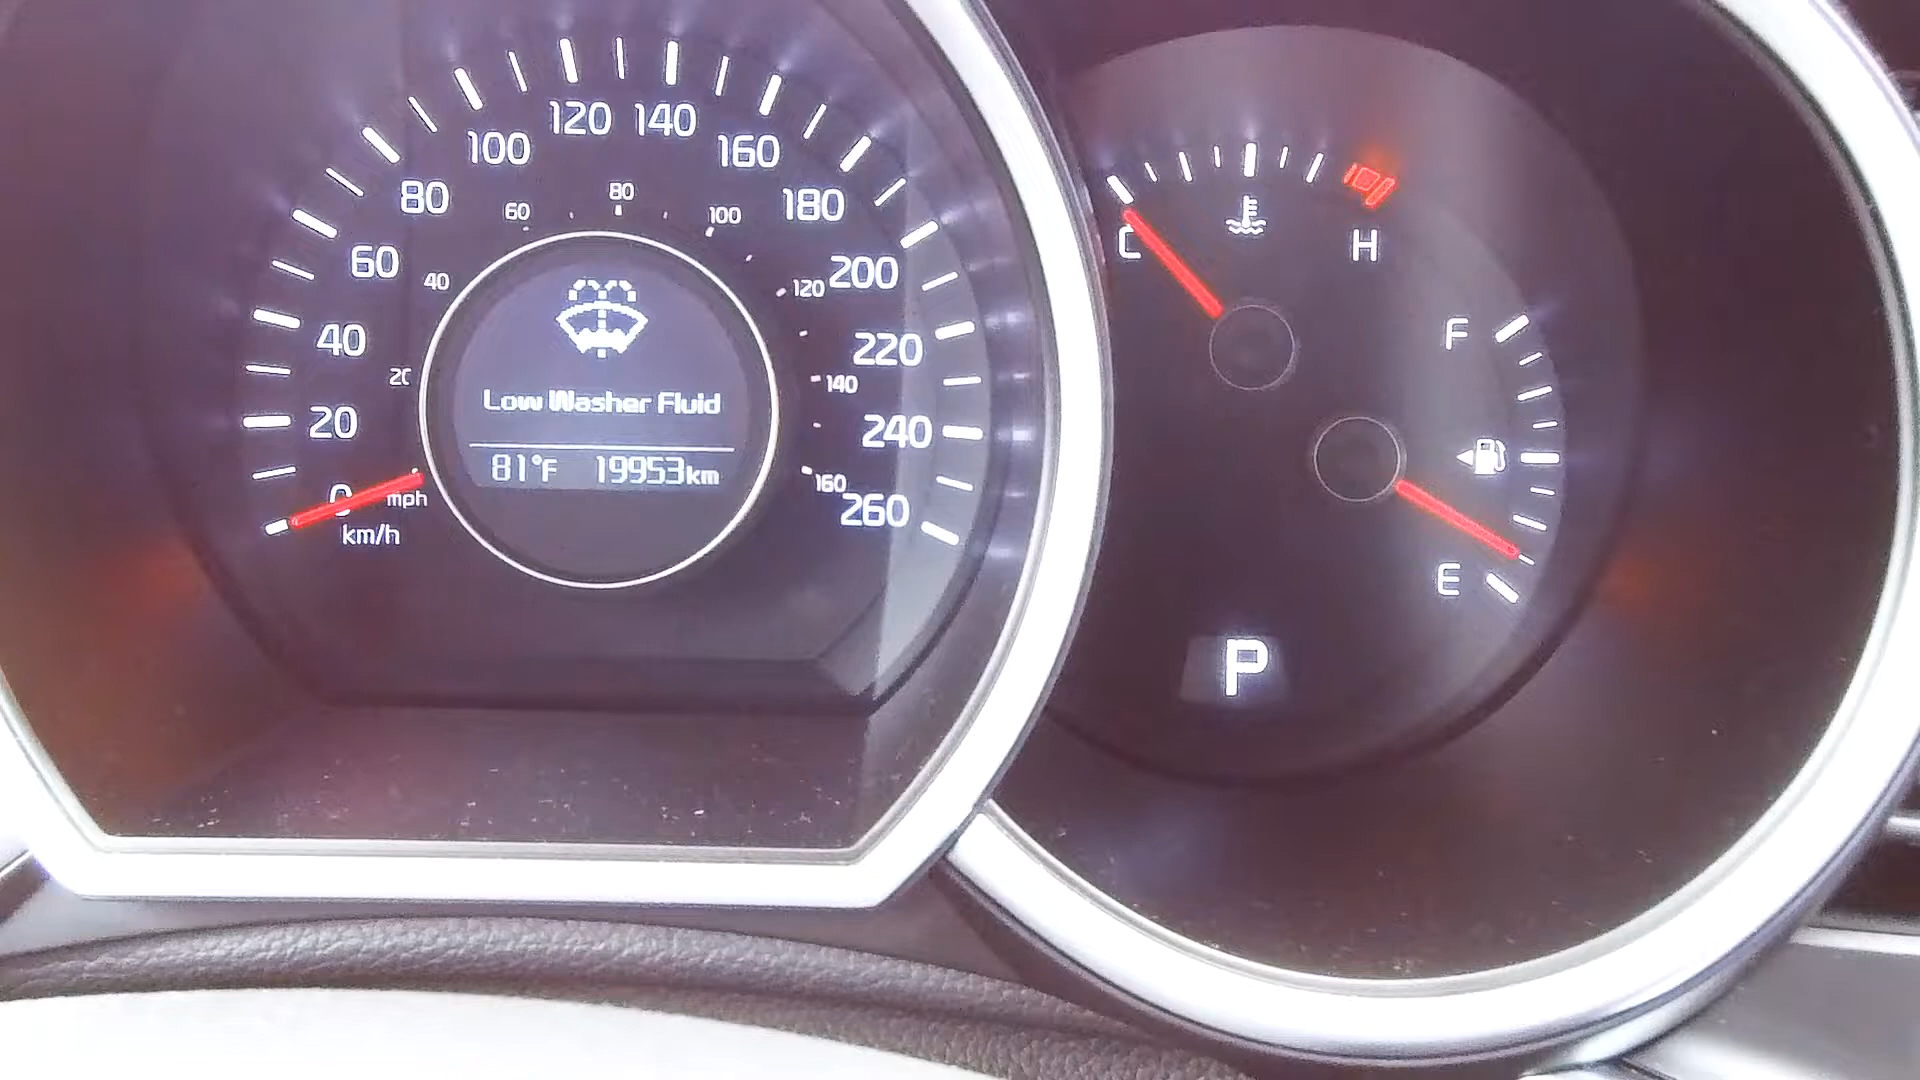 120 140
100 160
80 180
60 200
40 220
20 240
0 260
km/h
80
60 100
40 120
20 140
mph 160
Low Washer Fluid
81°F 19953km
C H
F
E
P